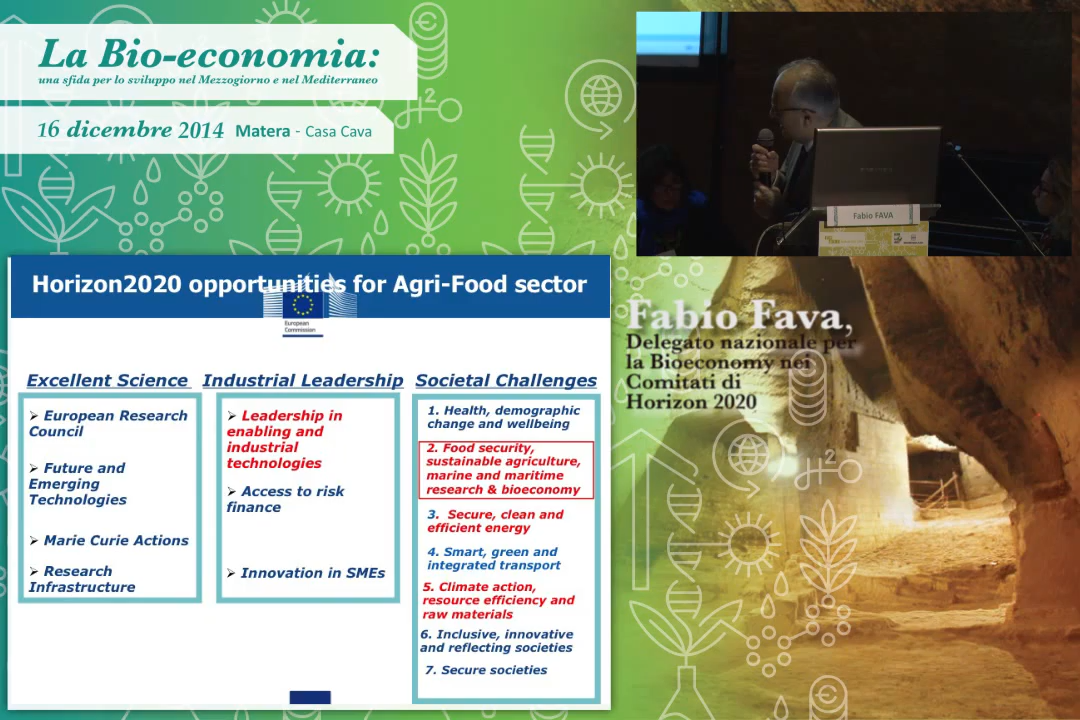 La Bio-economia:
una sfida per lo sviluppo nel Mezzogiorno e nel Mediterraneo
16 dicembre 2014 Matera - Casa Cava
Fabio FAVA
Fabio Fava,
Delegato nazionale per
la Bioeconomy nei
Comitati di
Horizon 2020
Horizon2020 opportunities for Agri-Food sector
European
Commission
Excellent Science
➢ European Research
Council
➢ Future and
Emerging
Technologies
➢ Marie Curie Actions
➢ Research
Infrastructure
Industrial Leadership
➢ Leadership in
enabling and
industrial
technologies
➢ Access to risk
finance
➢ Innovation in SMEs
Societal Challenges
1. Health, demographic
change and wellbeing
2. Food security,
sustainable agriculture,
marine and maritime
research & bioeconomy
3. Secure, clean and
efficient energy
4. Smart, green and
integrated transport
5. Climate action,
resource efficiency and
raw materials
6. Inclusive, innovative
and reflecting societies
7. Secure societies